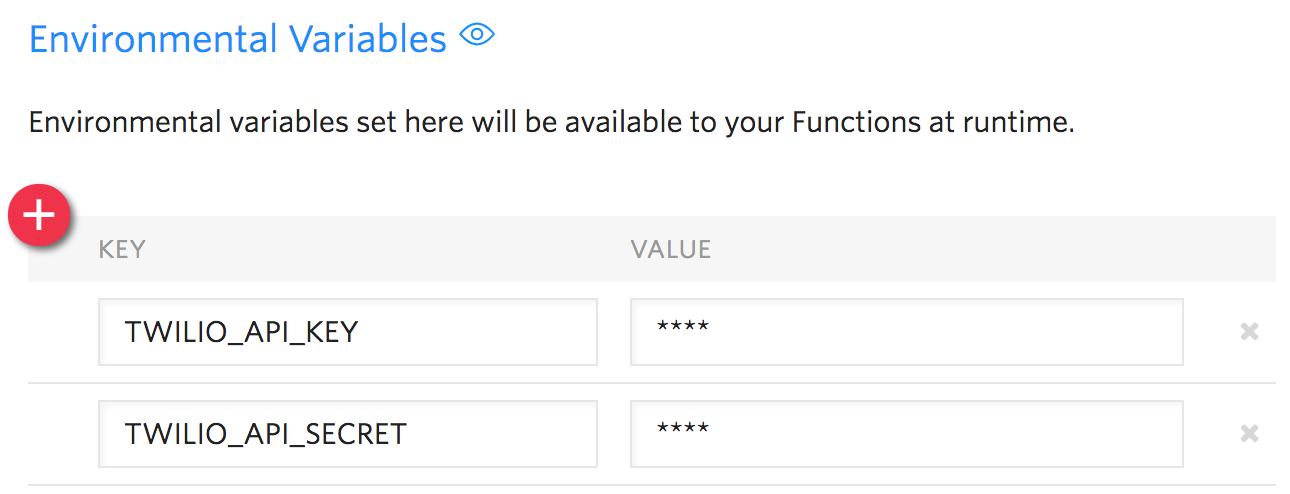 Environmental Variables
Environmental variables set here will be available to your Functions at runtime.
KEY VALUE
TWILIO_API_KEY ****
TWILIO_API_SECRET ****